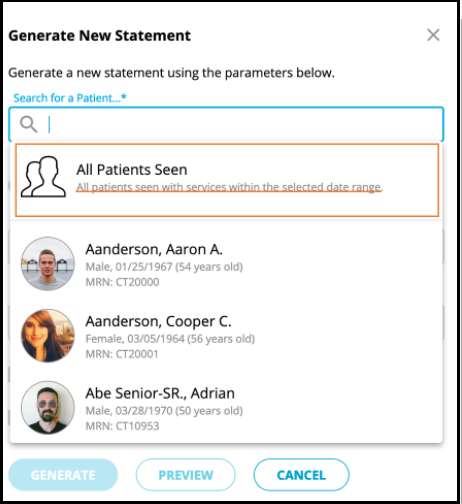 Generate New Statement
Generate a new statement using the parameters below.
Search for a Patient...*
All Patients Seen
All patients seen with services within the selected date range
Aanderson, Aaron A.
Male, 01/25/1967 (54 years old)
MRN: CT20000
Aanderson, Cooper C.
Female, 03/05/1964 (56 years old)
MRN: CT20001
Abe Senior-SR., Adrian
Male, 03/28/1970 (50 years old)
MRN: CT10953
GENERATE PREVIEW CANCEL